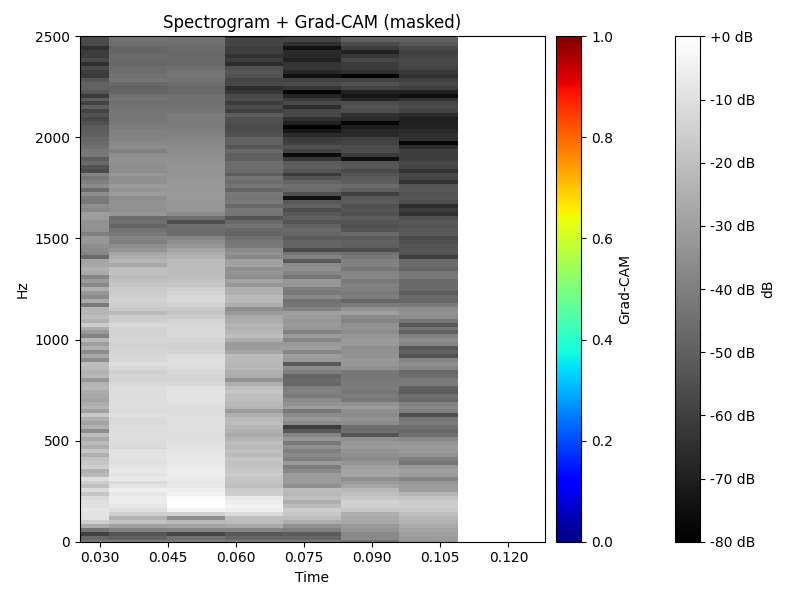 Spectrogram + Grad-CAM (masked)
2500
2000
1500
1000
500
0
Hz
0.030
0.045
0.060
0.075
0.090
0.105
0.120
Time
1.0
0.8
0.6
0.4
0.2
0.0
Grad-CAM
+0 dB
-10 dB
-20 dB
-30 dB
-40 dB
-50 dB
-60 dB
-70 dB
-80 dB
dB